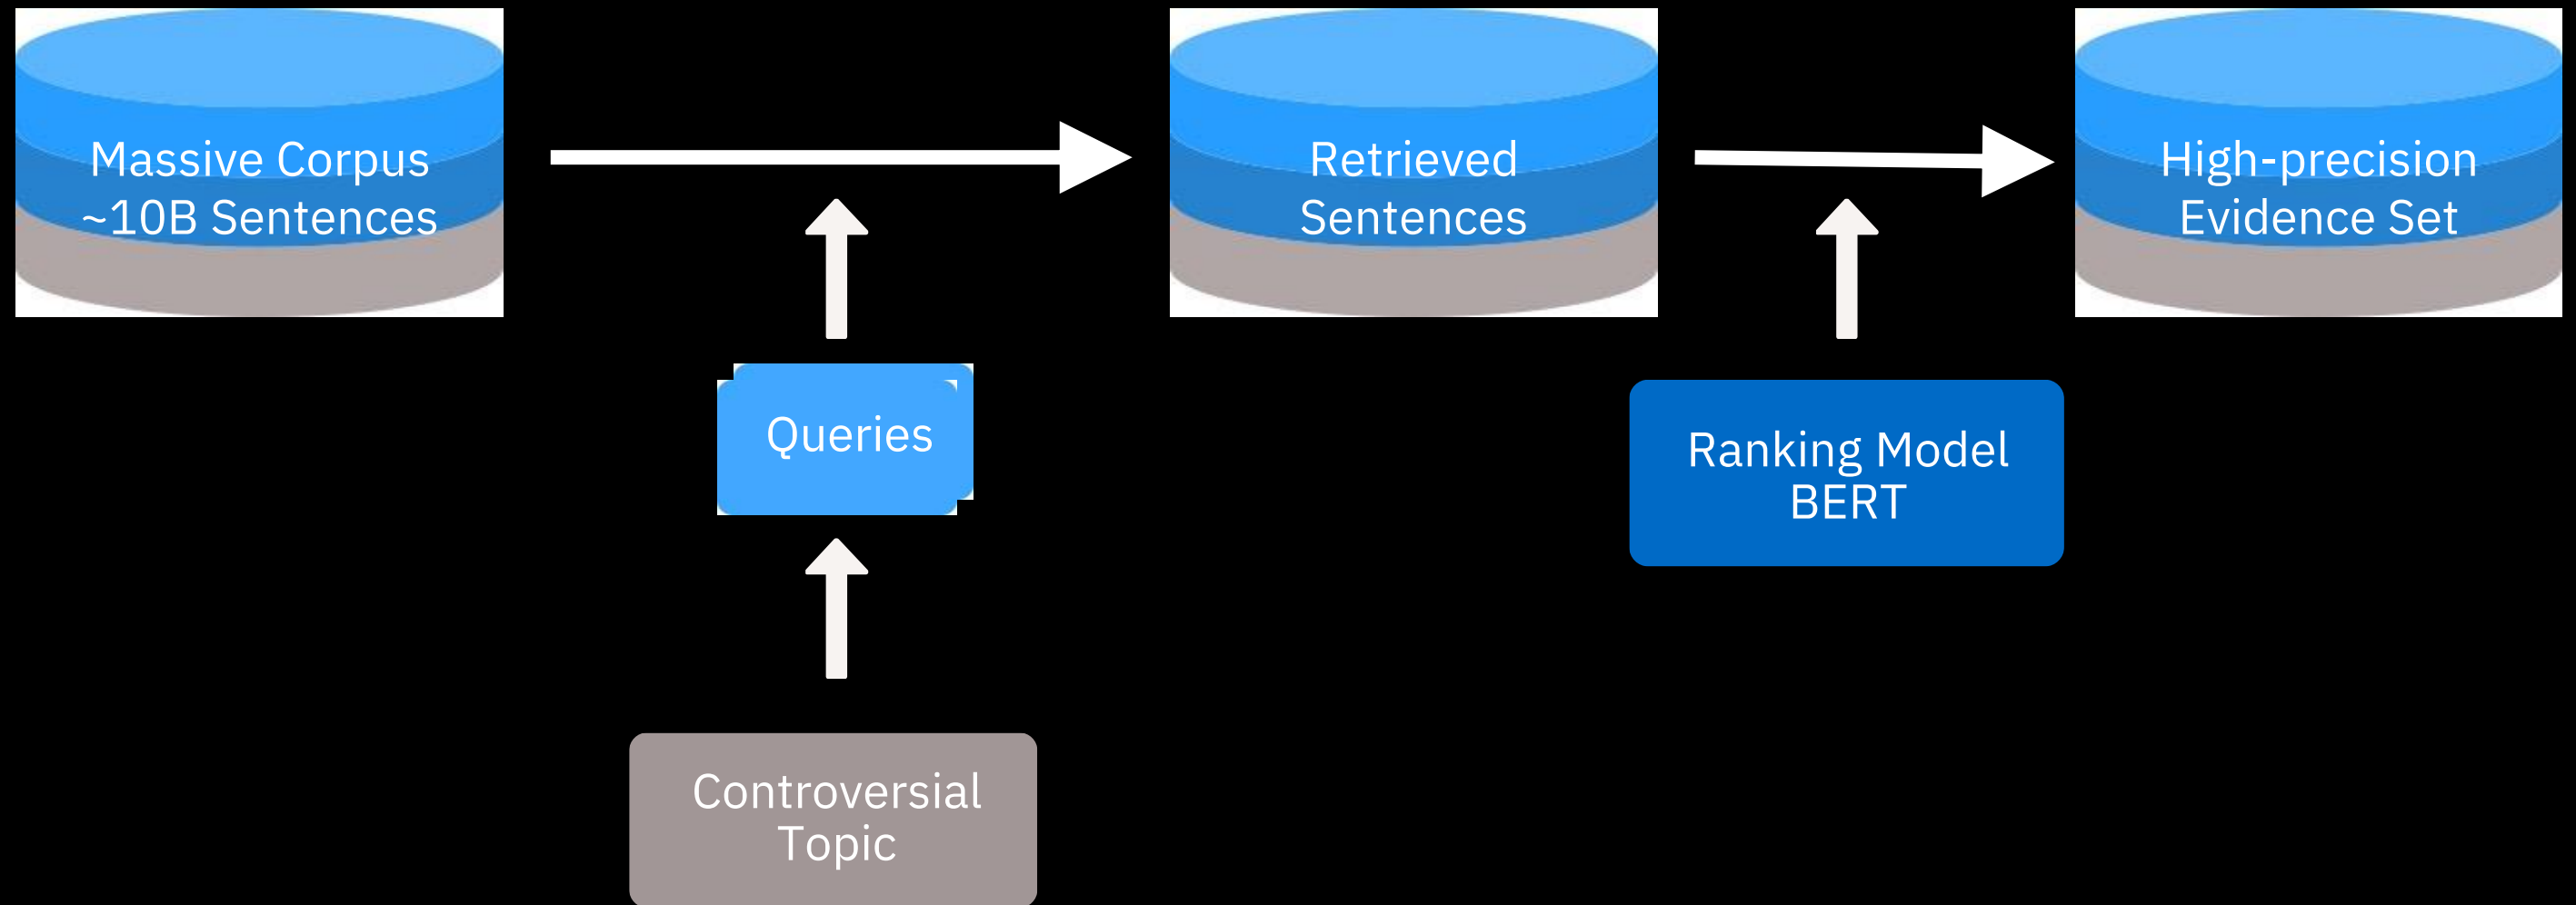 Massive Corpus
~10B Sentences
Retrieved
Sentences
High-precision
Evidence Set
Queries
Ranking Model
BERT
Controversial
Topic